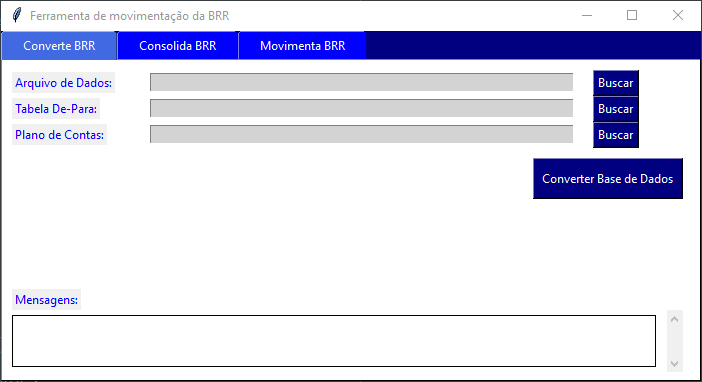 Ferramenta de movimentação da BRR
Converte BRR Consolida BRR Movimenta BRR
Arquivo de Dados: Buscar
Tabela De-Para: Buscar
Plano de Contas: Buscar
Converter Base de Dados
Mensagens: